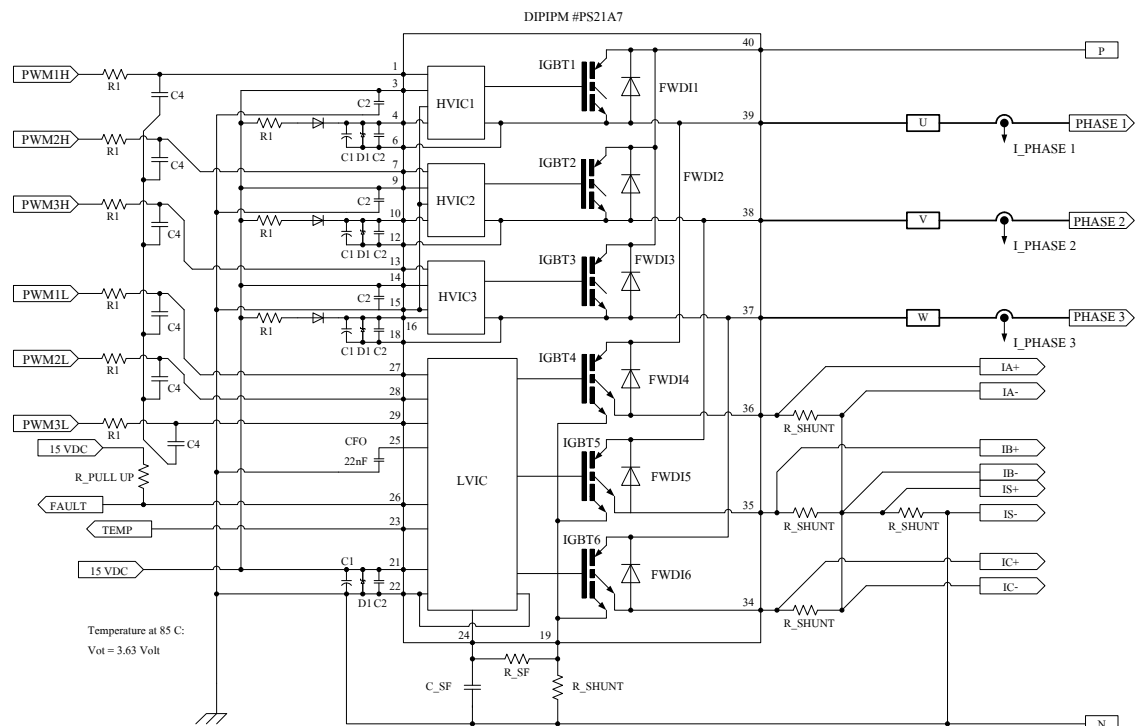 DIPIPM #PS21A7
40
P
PWM1H
R1
C4
1
3
HVIC1
IGBT1
FWDI1
C2
R1
4
6
C1 D1 C2
39
U
PHASE 1
I_PHASE 1
PWM2H
R1
C4
7
9
HVIC2
IGBT2
FWDI2
C2
R1
10
12
C1 D1 C2
38
V
PHASE 2
I_PHASE 2
PWM3H
R1
C4
13
14
15
16
HVIC3
IGBT3
FWDI3
C2
R1
18
C1 D1 C2
37
W
PHASE 3
I_PHASE 3
PWM1L
R1
C4
27
IGBT4
FWDI4
36
IA+
IA-
R_SHUNT
PWM2L
R1
C4
28
PWM3L
R1
C4
29
15 VDC
R_PULL UP
CFO
22nF
25
LVIC
IGBT5
FWDI5
35
IB+
IB-
IS+
IS-
R_SHUNT
R_SHUNT
FAULT
26
TEMP
23
15 VDC
C1
D1 C2
21
22
IGBT6
FWDI6
34
IC+
IC-
R_SHUNT
24
19
Temperature at 85 C:
Vot = 3.63 Volt
C_SF
R_SF
R_SHUNT
N